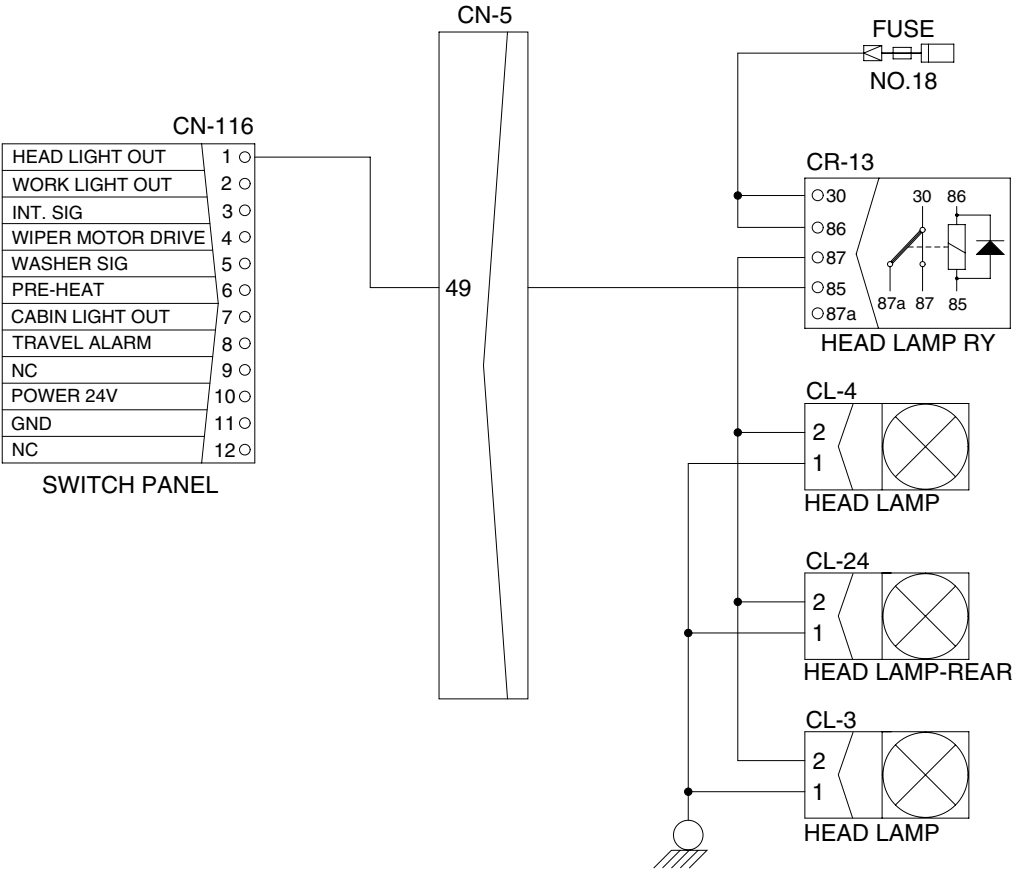 CN-5
FUSE
NO.18
CN-116
HEAD LIGHT OUT 1
WORK LIGHT OUT 2
INT. SIG 3
WIPER MOTOR DRIVE 4
WASHER SIG 5
PRE-HEAT 6
CABIN LIGHT OUT 7
TRAVEL ALARM 8
NC 9
POWER 24V 10
GND 11
NC 12
SWITCH PANEL
49
CR-13
30
86
87
85
87a
30 86
87a 87 85
HEAD LAMP RY
CL-4
2
1
HEAD LAMP
CL-24
2
1
HEAD LAMP-REAR
CL-3
2
1
HEAD LAMP